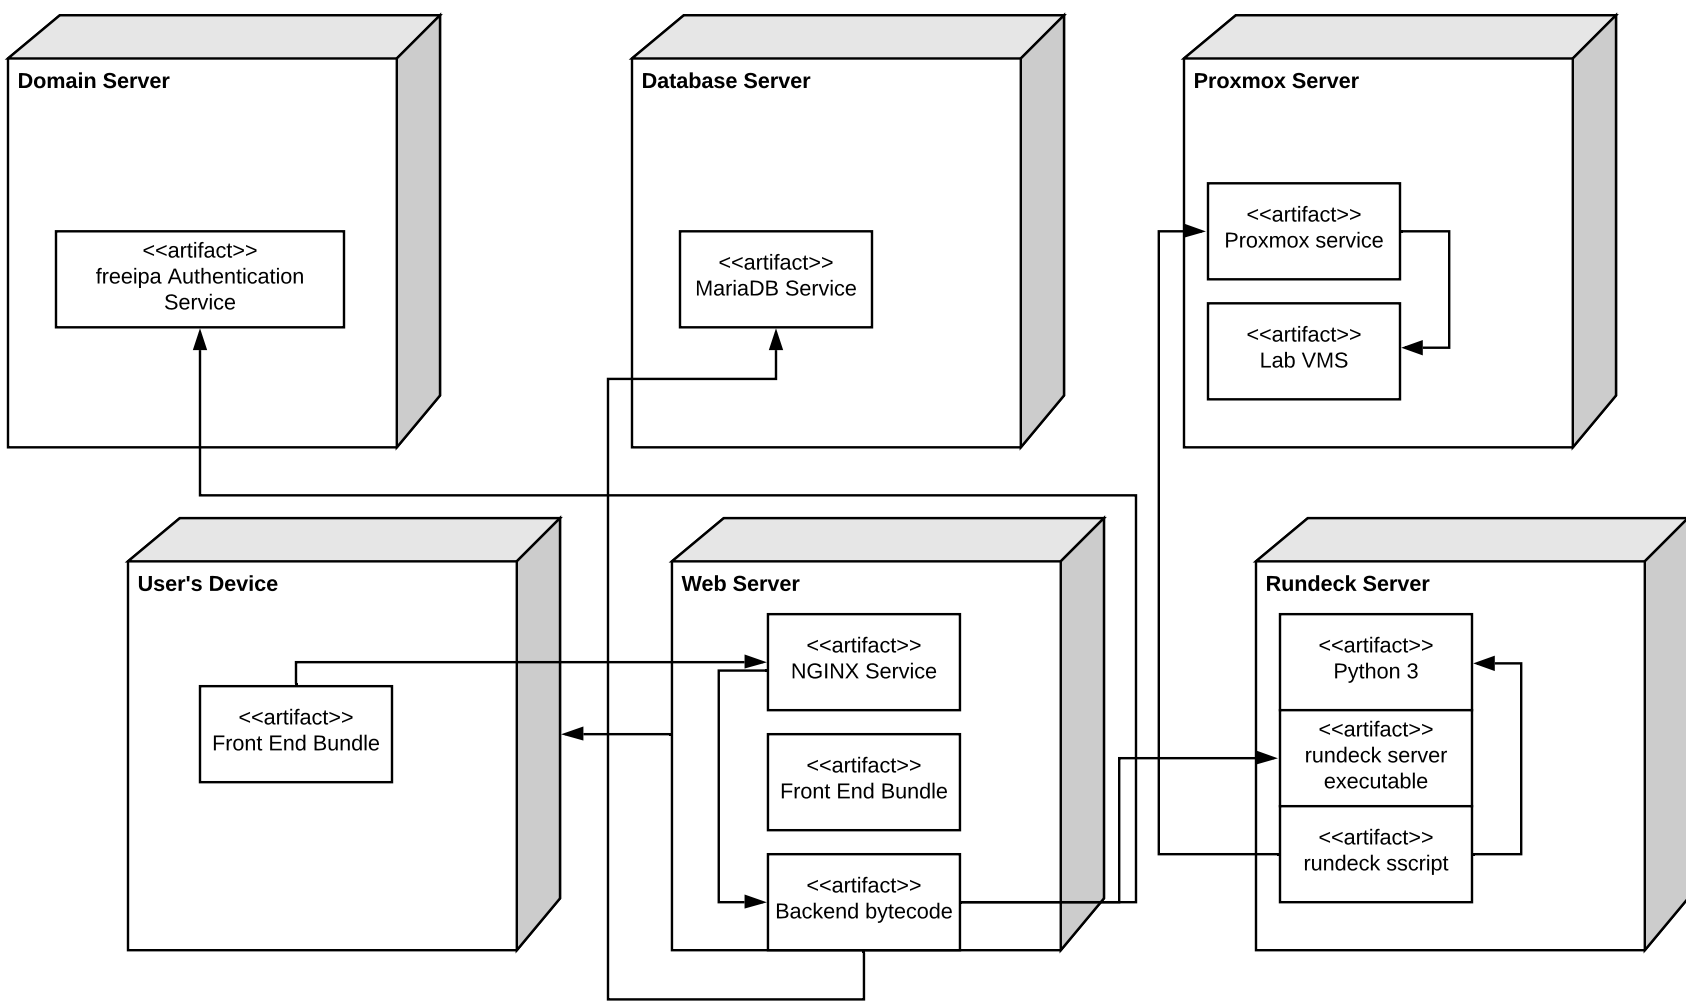 Domain Server
<<artifact>>
freeipa Authentication
Service
Database Server
<<artifact>>
MariaDB Service
Proxmox Server
<<artifact>>
Proxmox service
<<artifact>>
Lab VMS
User's Device
<<artifact>>
Front End Bundle
Web Server
<<artifact>>
NGINX Service
<<artifact>>
Front End Bundle
<<artifact>>
Backend bytecode
Rundeck Server
<<artifact>>
Python 3
<<artifact>>
rundeck server
executable
<<artifact>>
rundeck sscript